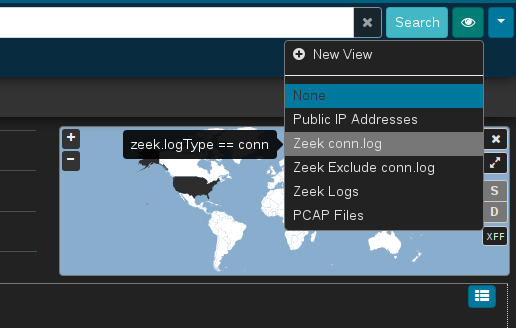 Search
New View
None
Public IP Addresses
zeek.logType == conn
Zeek conn.log
Zeek Exclude conn.log
Zeek Logs
PCAP Files
S
D
XFF